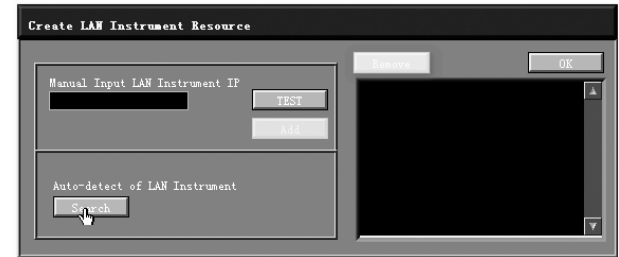 Create LAN Instrument Resource
Remove
OK
Manual Input LAN Instrument IP
TEST
Add
Auto-detect of LAN Instrument
Search